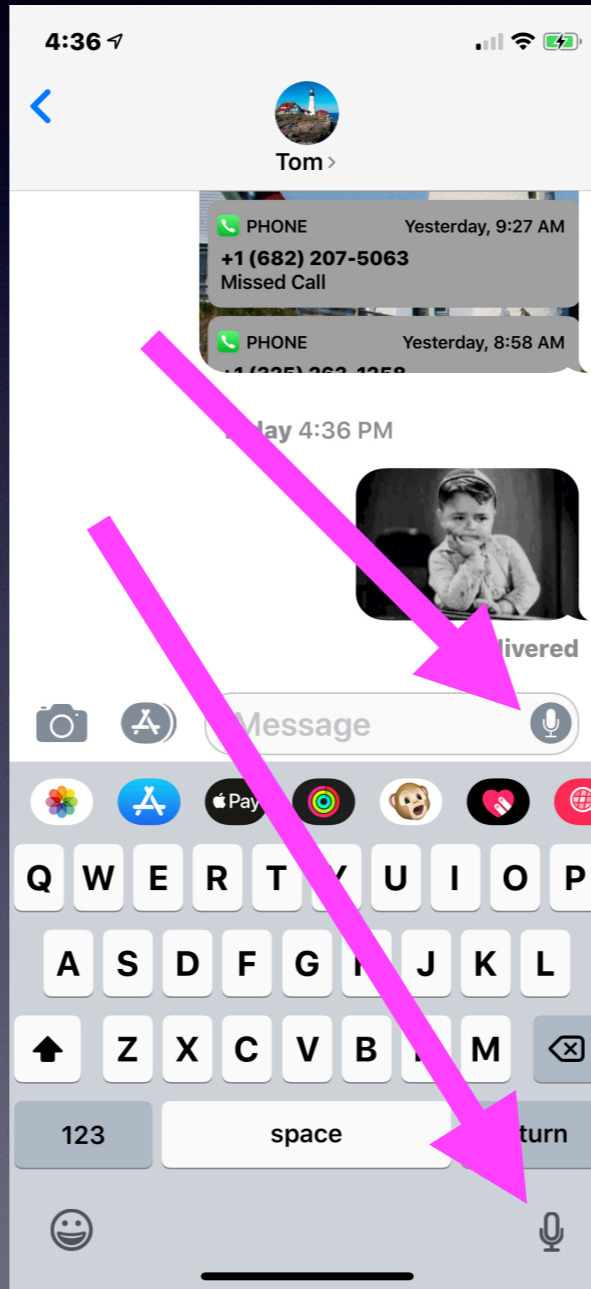 4:36
Tom
PHONE Yesterday, 9:27 AM
+1 (682) 207-5063
Missed Call
PHONE Yesterday, 8:58 AM
4:36 PM
Message
Pay
Q W E R T U I O P
A S D F G J K L
Z X C V B M
123 space